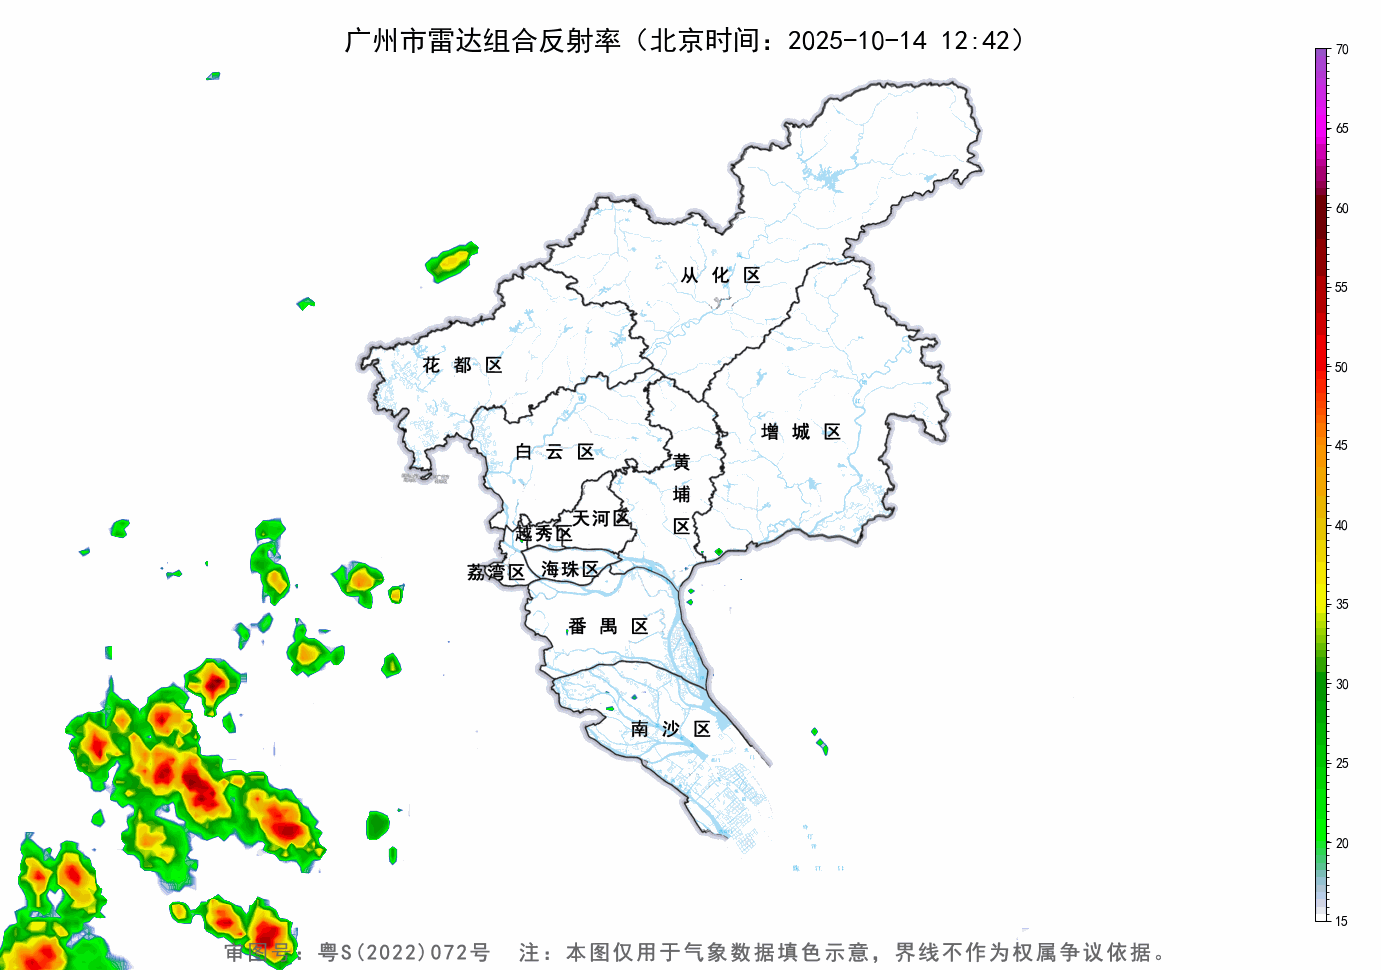 广州市雷达组合反射率（北京时间：2025-10-14 12:42）
70
65
60
55
50
45
40
35
30
25
20
15
从化区
花都区
增城区
白云区
黄埔区
天河区
越秀区
海珠区
荔湾区
番禺区
南沙区
审图号：粤S(2022)072号 注：本图仅用于气象数据填色示意，界线不作为权属争议依据。